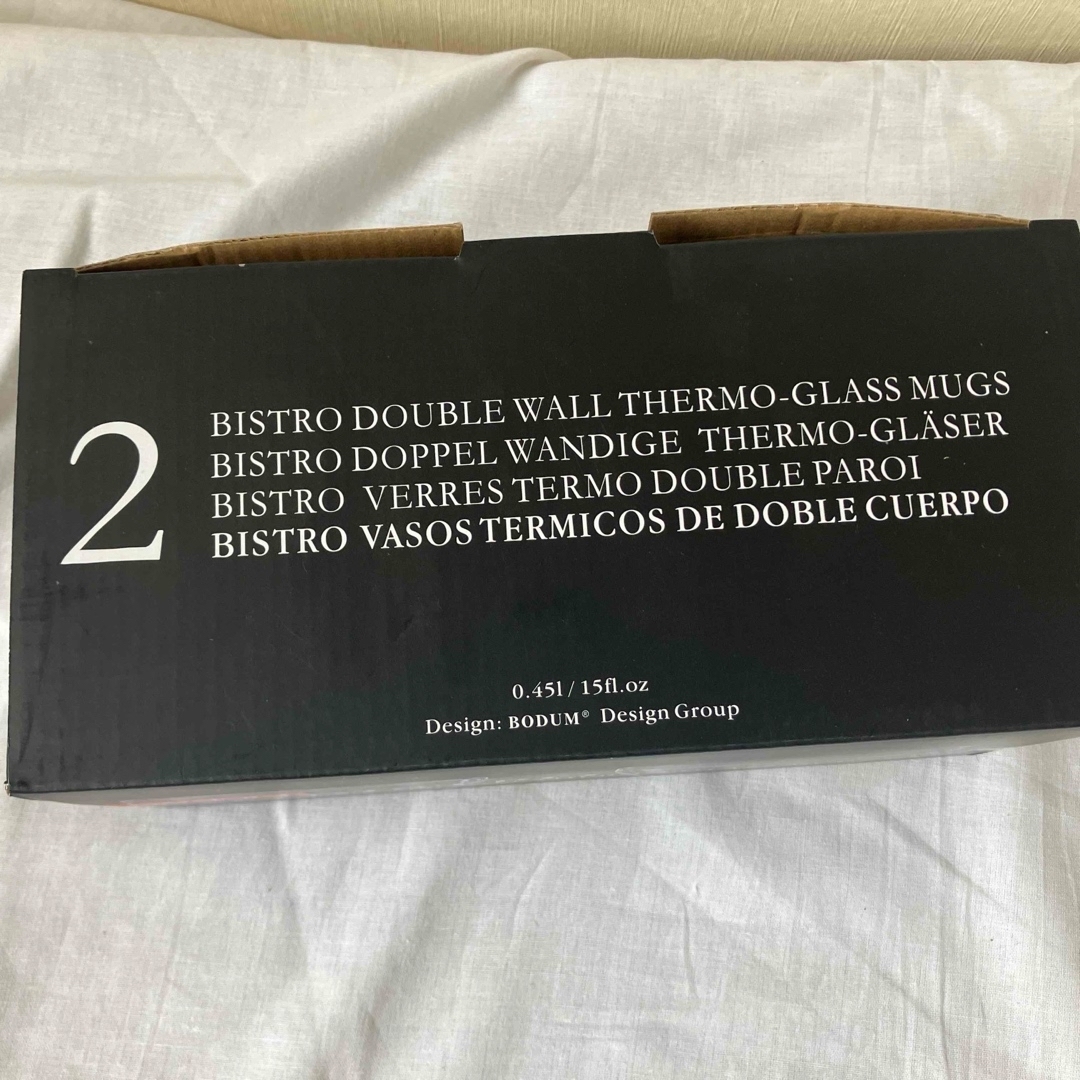 2
BISTRO DOUBLE WALL THERMO-GLASS MUGS
BISTRO DOPPEL WANDIGE THERMO-GLÄSER
BISTRO VERRES TERMO DOUBLE PAROI
BISTRO VASOS TERMICOS DE DOBLE CUERPO
0.45l / 15fl.oz
Design: BODUM® Design Group